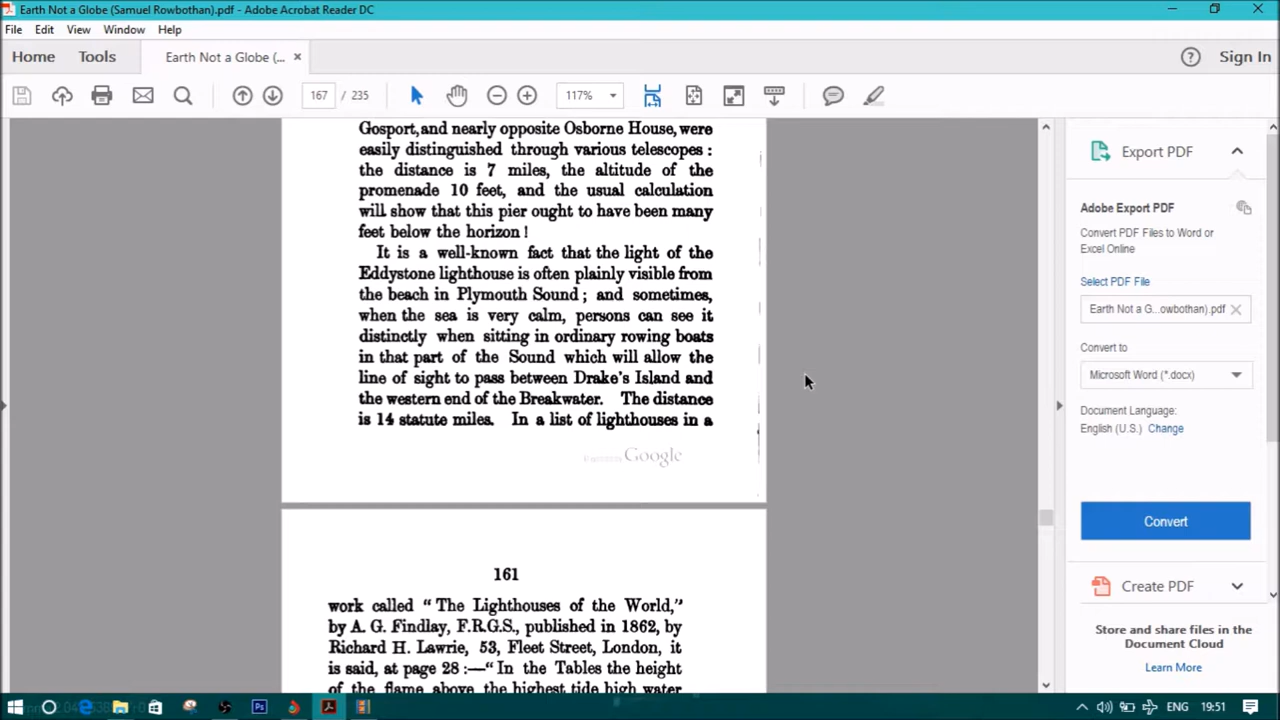 Earth Not a Globe (Samuel Rowbothan).pdf - Adobe Acrobat Reader DC
File Edit View Window Help
Home Tools Earth Not a Globe (... × Sign In
167 / 235 117%
Gosport, and nearly opposite Osborne House, were
easily distinguished through various telescopes :
the distance is 7 miles, the altitude of the
promenade 10 feet, and the usual calculation
will show that this pier ought to have been many
feet below the horizon !
It is a well-known fact that the light of the
Eddystone lighthouse is often plainly visible from
the beach in Plymouth Sound ; and sometimes,
when the sea is very calm, persons can see it
distinctly when sitting in ordinary rowing boats
in that part of the Sound which will allow the
line of sight to pass between Drake's Island and
the western end of the Breakwater. The distance
is 14 statute miles. In a list of lighthouses in a
Google
161
work called “ The Lighthouses of the World,”
by A. G. Findlay, F.R.G.S., published in 1862, by
Richard H. Lawrie, 53, Fleet Street, London, it
is said, at page 28 :—“ In the Tables the height
of the flame above the highest tide high water
Export PDF
Adobe Export PDF
Convert PDF Files to Word or
Excel Online
Select PDF File
Earth Not a G...owbothan).pdf
Convert to
Microsoft Word (*.docx)
Document Language:
English (U.S.) Change
Convert
Create PDF
Store and share files in the
Document Cloud
Learn More
ENG 19:51